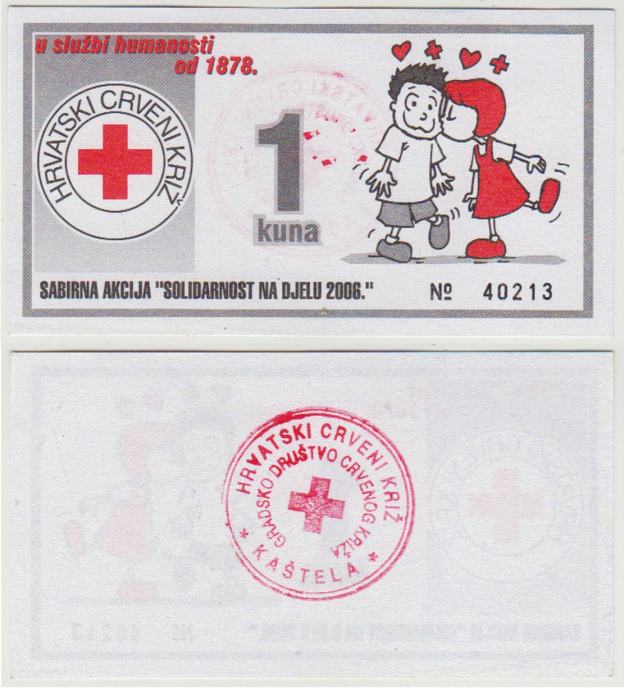 u službi humanosti
od 1878.
HRVATSKI CRVENI KRIŽ
1
kuna
SABIRNA AKCIJA "SOLIDARNOST NA DJELU 2006."
Nº 40213
HRVATSKI CRVENI KRIŽ
GRADSKO DRUŠTVO CRVENOG KRIŽA
* KAŠTELA *